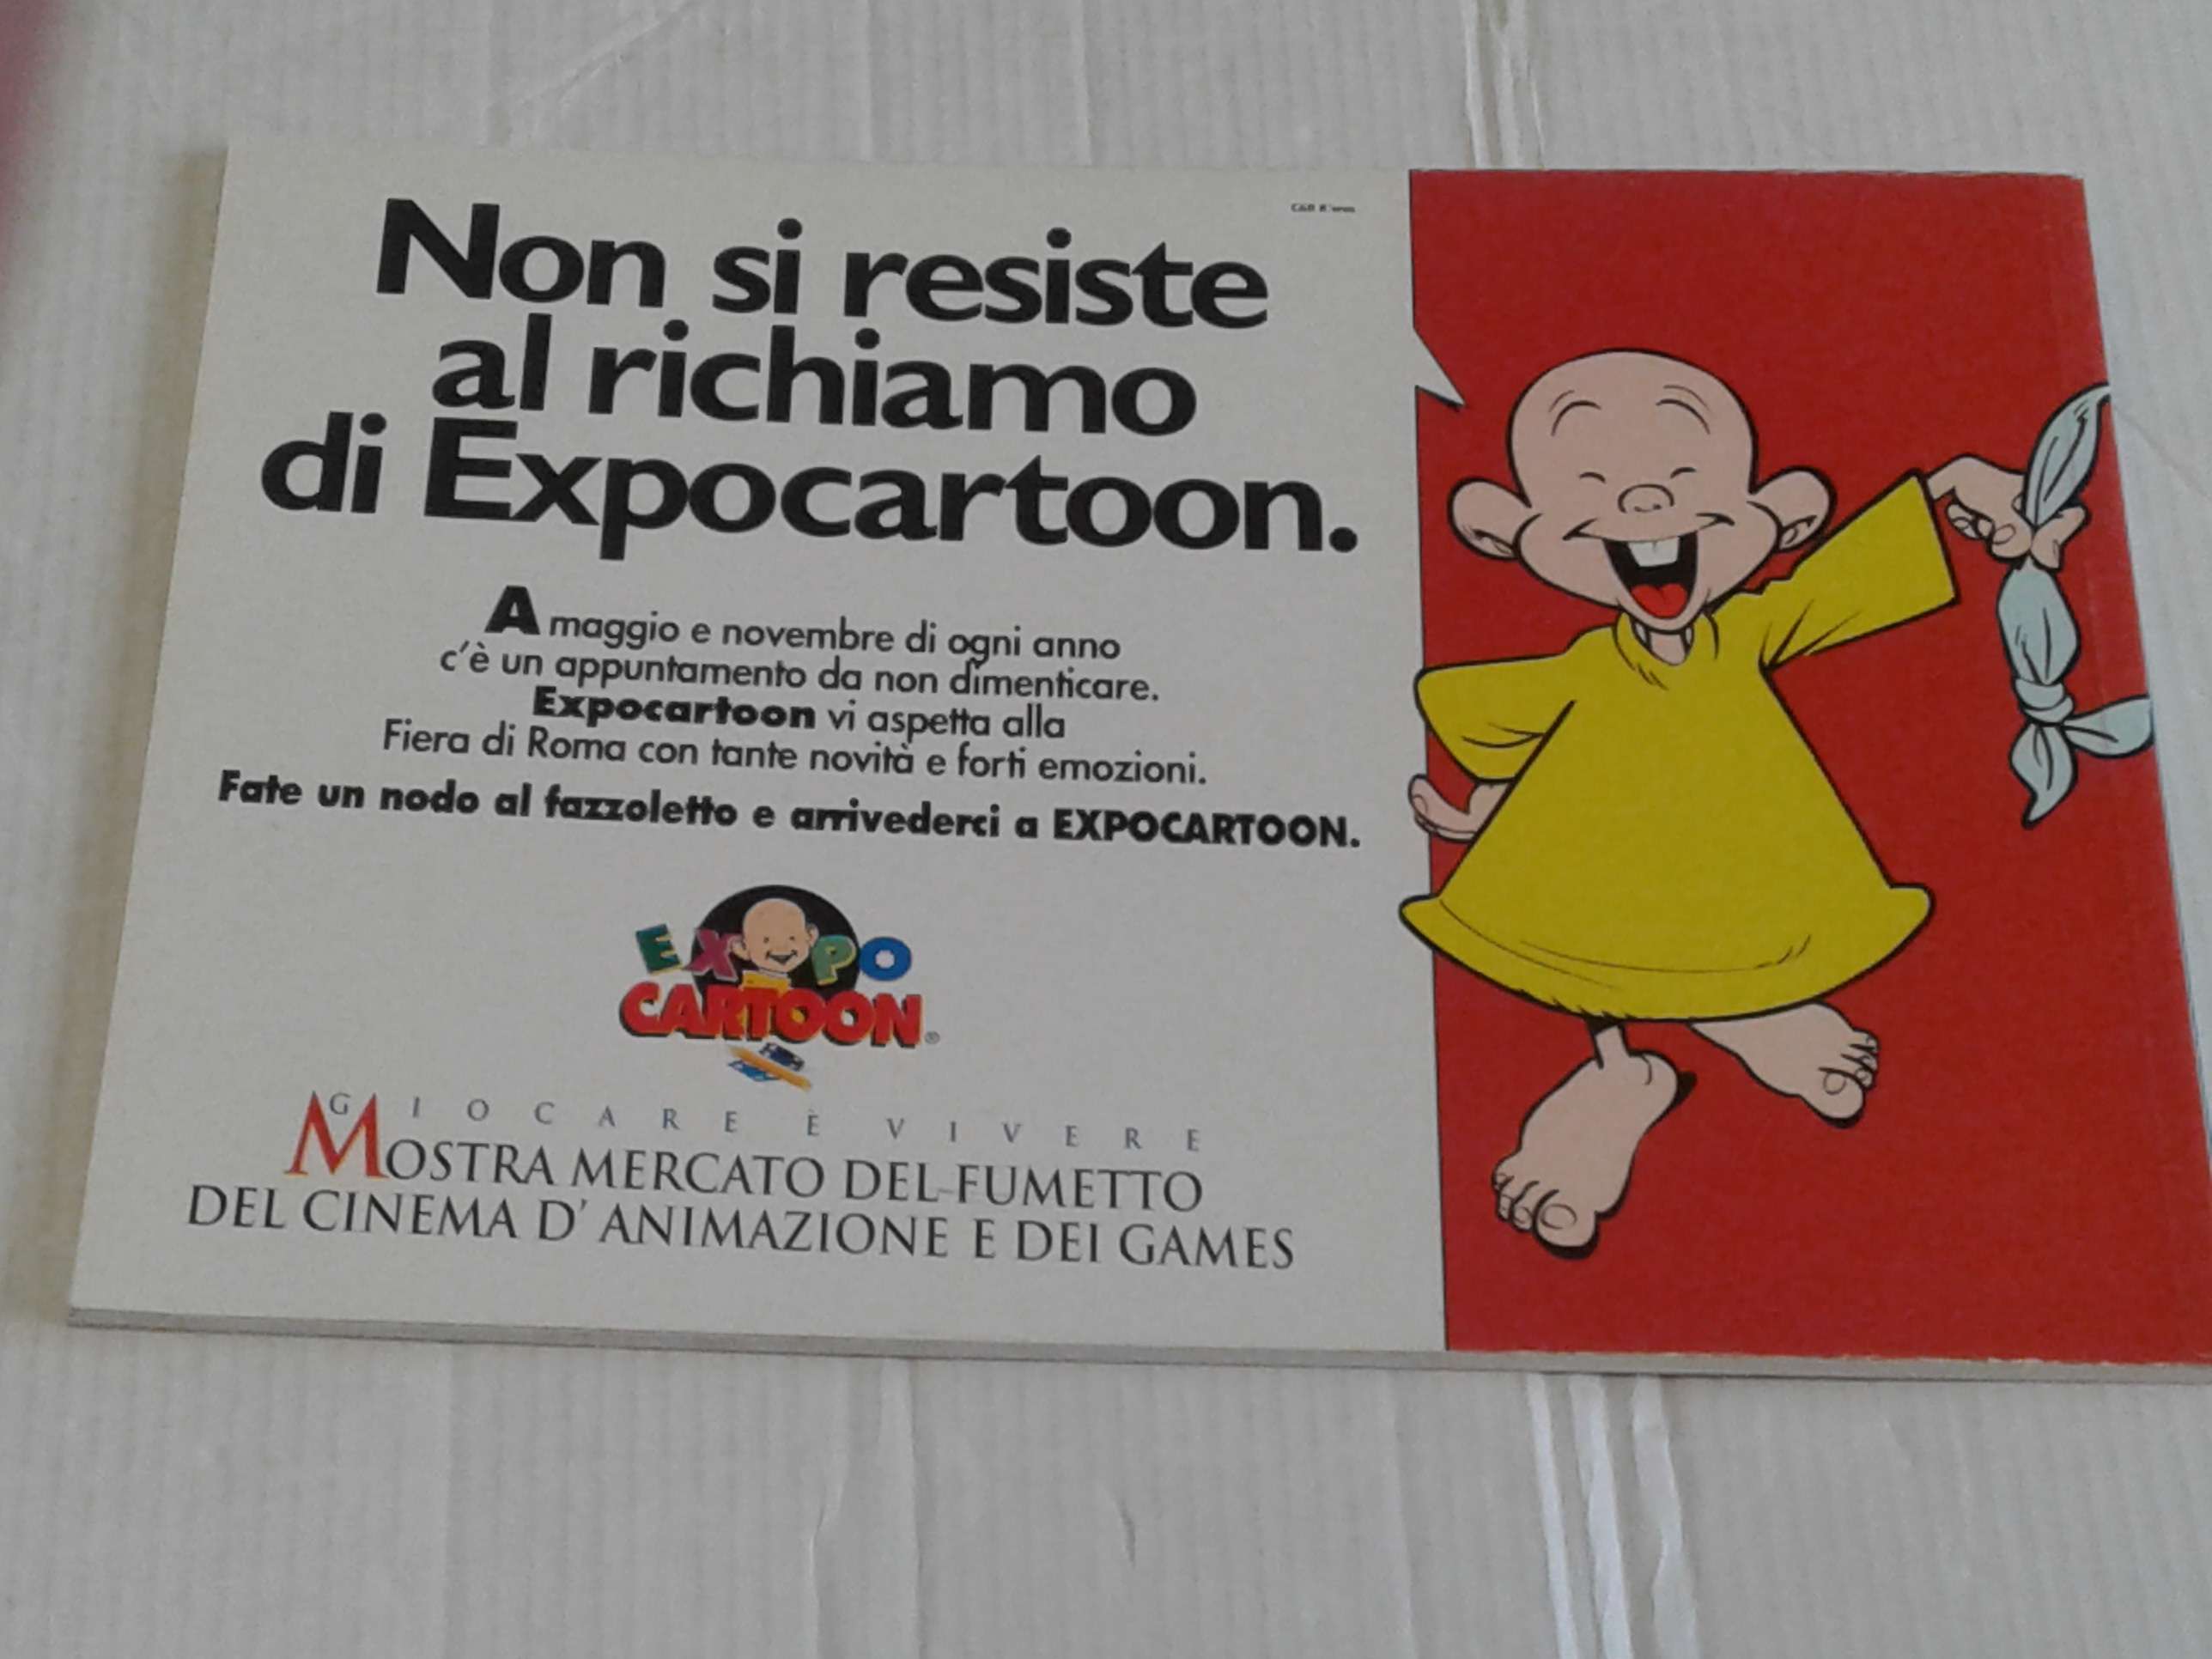 Non si resiste
al richiamo
di Expocartoon.
A maggio e novembre di ogni anno
c'è un appuntamento da non dimenticare.
Expocartoon vi aspetta alla
Fiera di Roma con tante novità e forti emozioni.
Fate un nodo al fazzoletto e arrivederci a EXPOCARTOON.
EXPO
CARTOON®
GIOCARE È VIVERE
MOSTRA MERCATO DEL FUMETTO
DEL CINEMA D'ANIMAZIONE E DEI GAMES